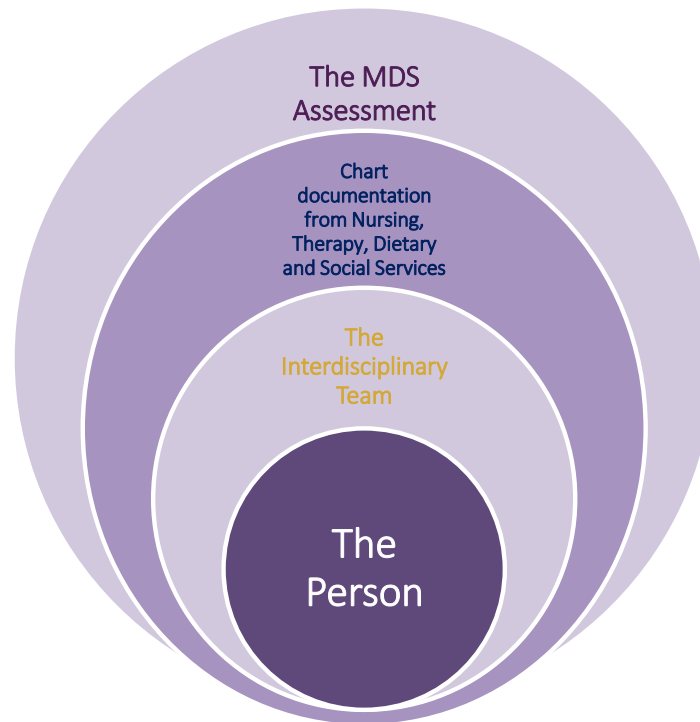 The MDS
Assessment
Chart
documentation
from Nursing,
Therapy, Dietary
and Social Services
The
Interdisciplinary
Team
The
Person